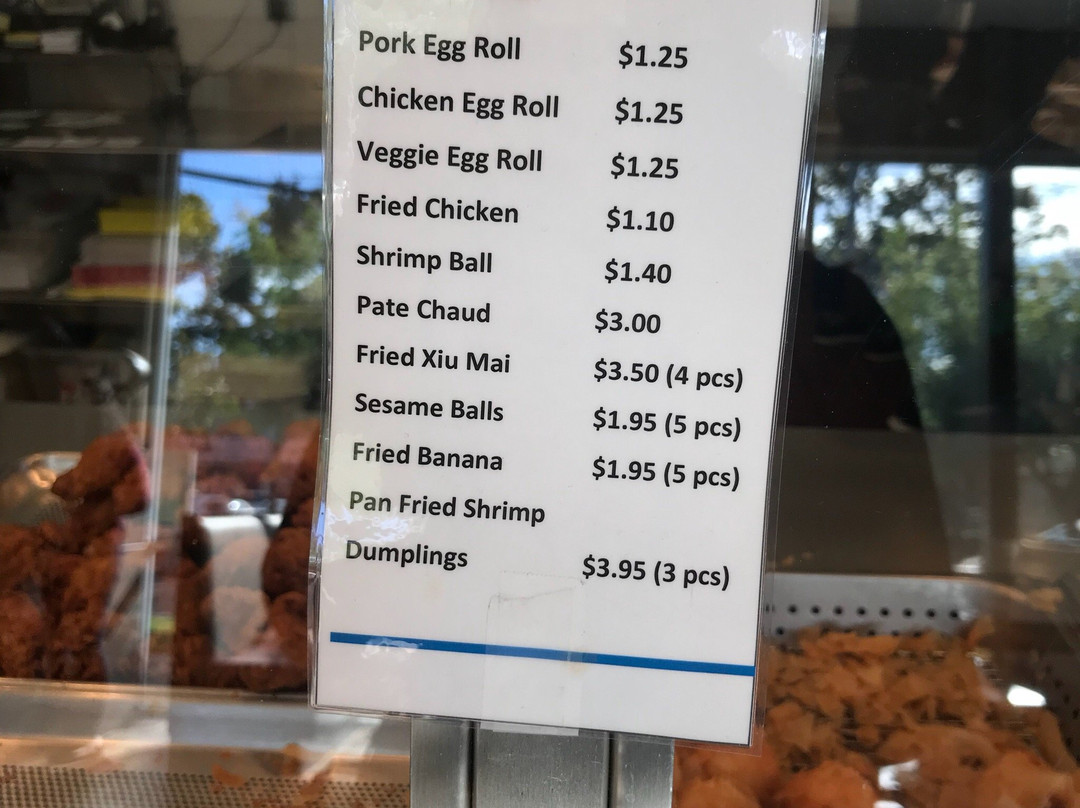 Pork Egg Roll $1.25
Chicken Egg Roll $1.25
Veggie Egg Roll $1.25
Fried Chicken $1.10
Shrimp Ball $1.40
Pate Chaud $3.00
Fried Xiu Mai $3.50 (4 pcs)
Sesame Balls $1.95 (5 pcs)
Fried Banana $1.95 (5 pcs)
Pan Fried Shrimp
Dumplings $3.95 (3 pcs)